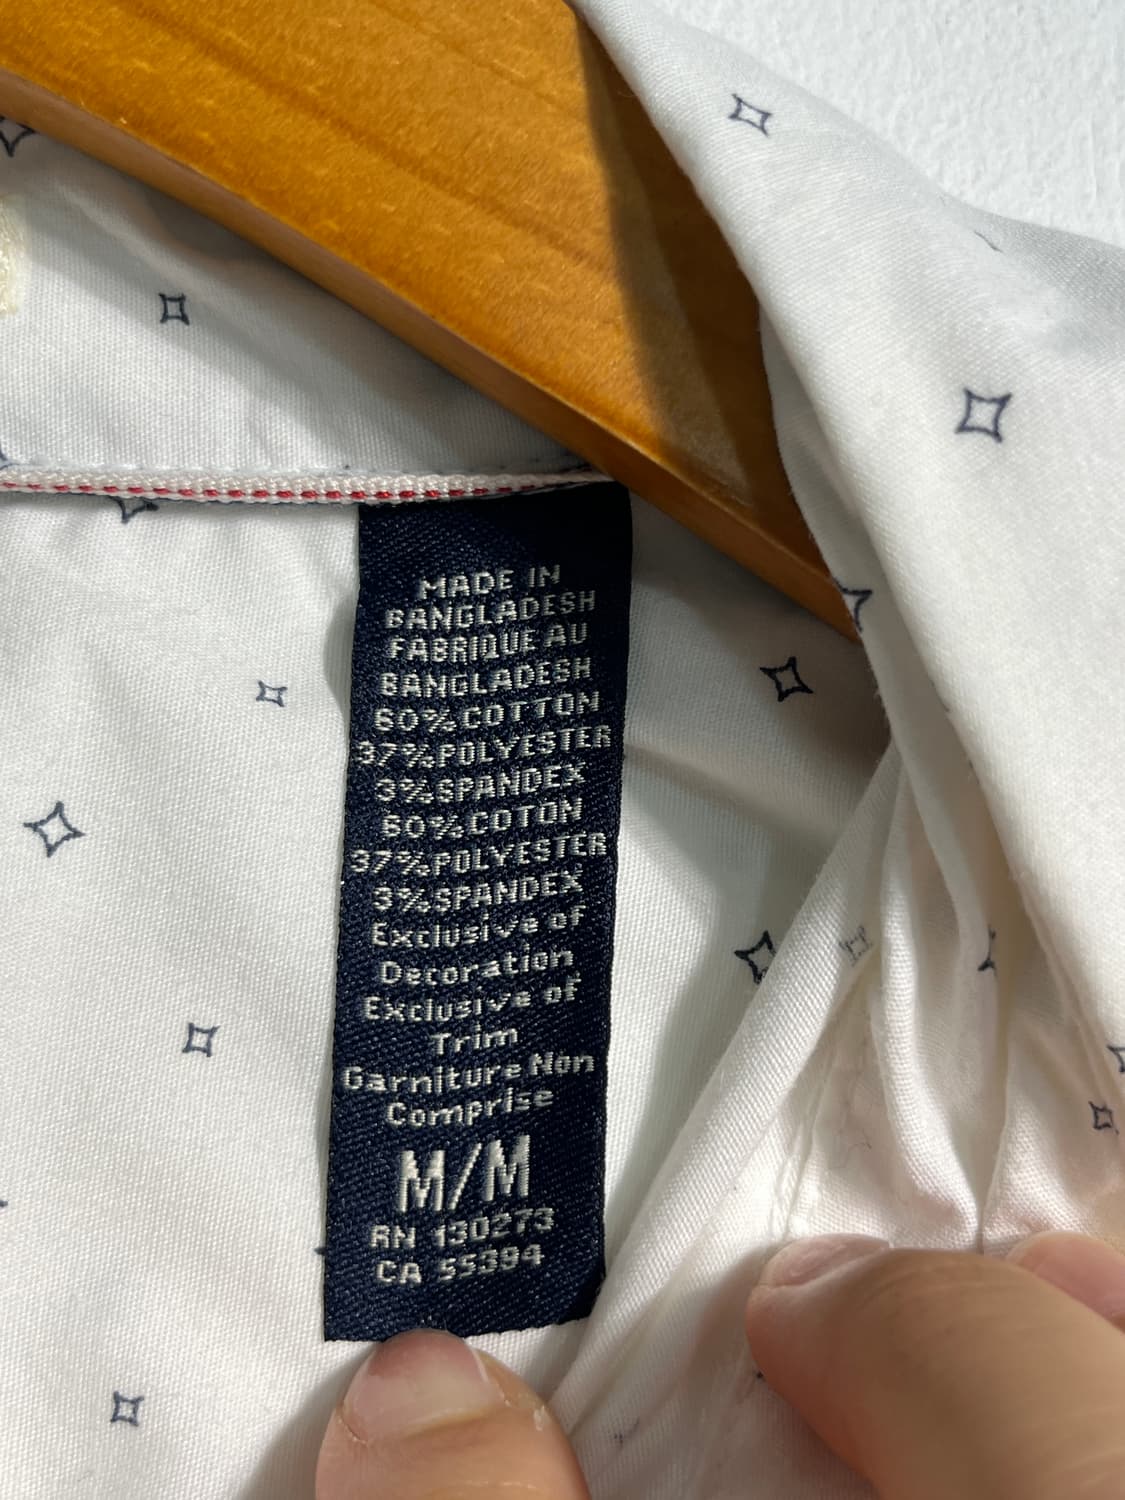 MADE IN
BANGLADESH
FABRIQUE AU
BANGLADESH
60%COTTON
37%POLYESTER
3%SPANDEX
60%COTON
37%POLYESTER
3%SPANDEX
Exclusive of
Decoration
Exclusive of
Trim
Garniture Non
Comprise
M/M
RN 130273
CA 55394